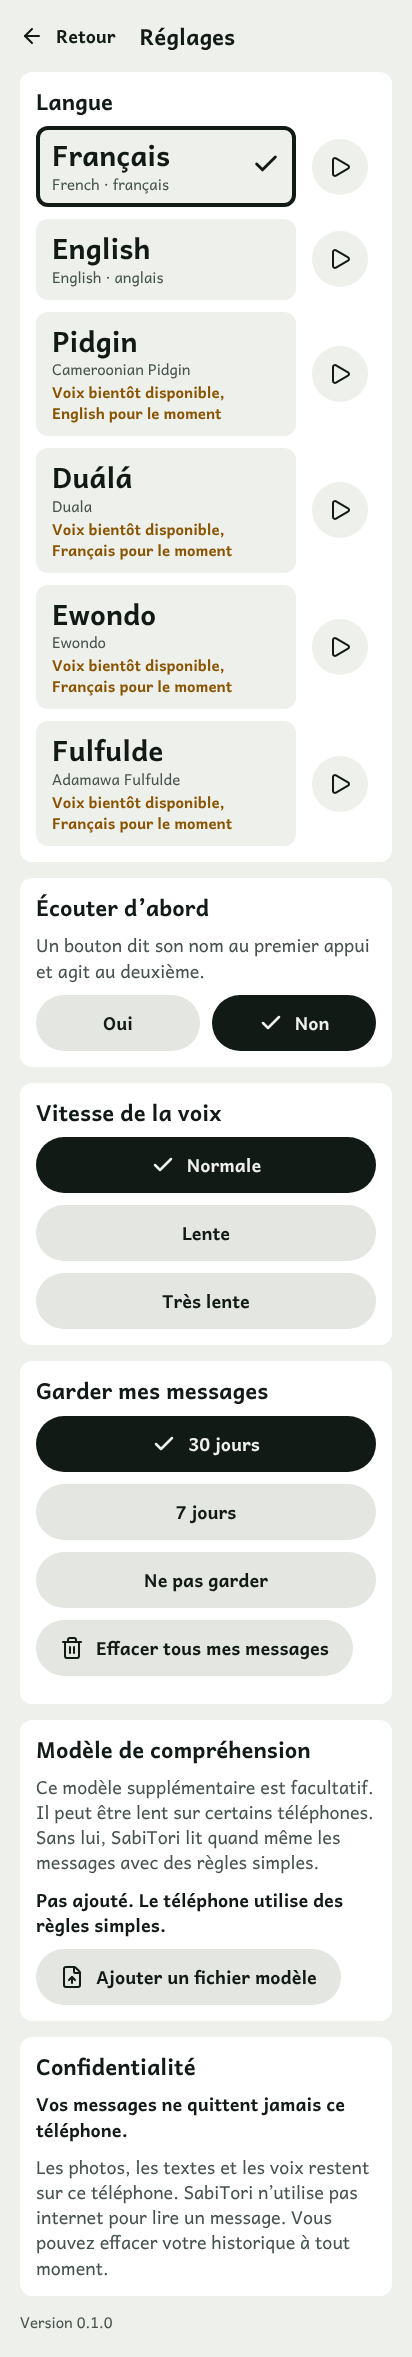 Retour Réglages
Langue
Français
French · français
English
English · anglais
Pidgin
Cameroonian Pidgin
Voix bientôt disponible,
English pour le moment
Duálá
Duala
Voix bientôt disponible,
Français pour le moment
Ewondo
Ewondo
Voix bientôt disponible,
Français pour le moment
Fulfulde
Adamawa Fulfulde
Voix bientôt disponible,
Français pour le moment
Écouter d’abord
Un bouton dit son nom au premier appui
et agit au deuxième.
Oui Non
Vitesse de la voix
Normale
Lente
Très lente
Garder mes messages
30 jours
7 jours
Ne pas garder
Effacer tous mes messages
Modèle de compréhension
Ce modèle supplémentaire est facultatif.
Il peut être lent sur certains téléphones.
Sans lui, SabiTori lit quand même les
messages avec des règles simples.
Pas ajouté. Le téléphone utilise des
règles simples.
Ajouter un fichier modèle
Confidentialité
Vos messages ne quittent jamais ce
téléphone.
Les photos, les textes et les voix restent
sur ce téléphone. SabiTori n’utilise pas
internet pour lire un message. Vous
pouvez effacer votre historique à tout
moment.
Version 0.1.0